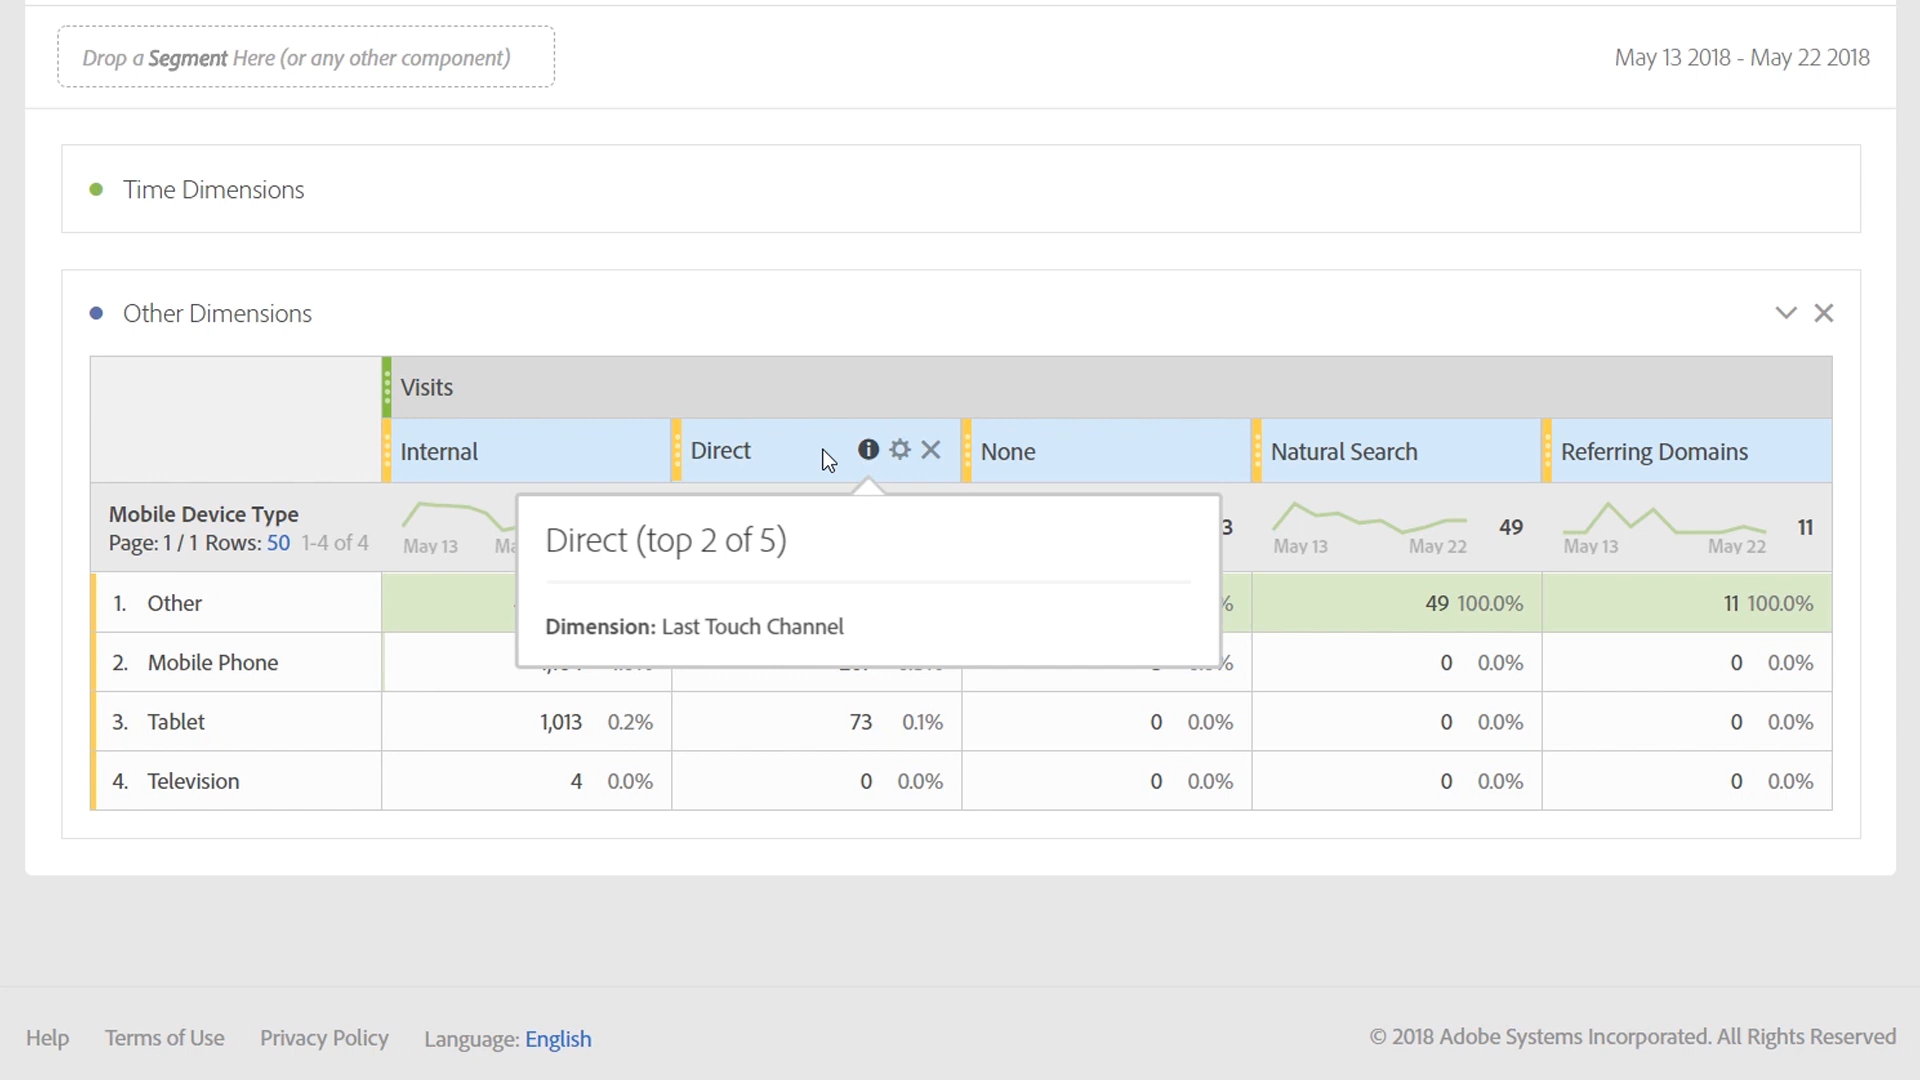 Drop a Segment Here (or any other component)
May 13 2018 - May 22 2018
Time Dimensions
Other Dimensions
Visits
Internal
Direct
None
Natural Search
Referring Domains
Mobile Device Type
Page: 1 / 1 Rows: 50 1-4 of 4
May 13
3
May 13 May 22 49
May 13 May 22 11
Direct (top 2 of 5)
Dimension: Last Touch Channel
1. Other % 49 100.0% 11 100.0%
2. Mobile Phone % 0 0.0% 0 0.0%
3. Tablet 1,013 0.2% 73 0.1% 0 0.0% 0 0.0% 0 0.0%
4. Television 4 0.0% 0 0.0% 0 0.0% 0 0.0% 0 0.0%
Help Terms of Use Privacy Policy Language: English
© 2018 Adobe Systems Incorporated. All Rights Reserved